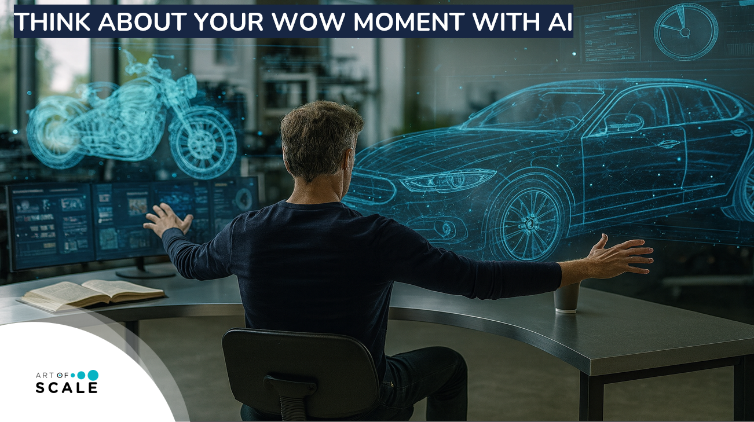 THINK ABOUT YOUR WOW MOMENT WITH AI
ART OF
SCALE